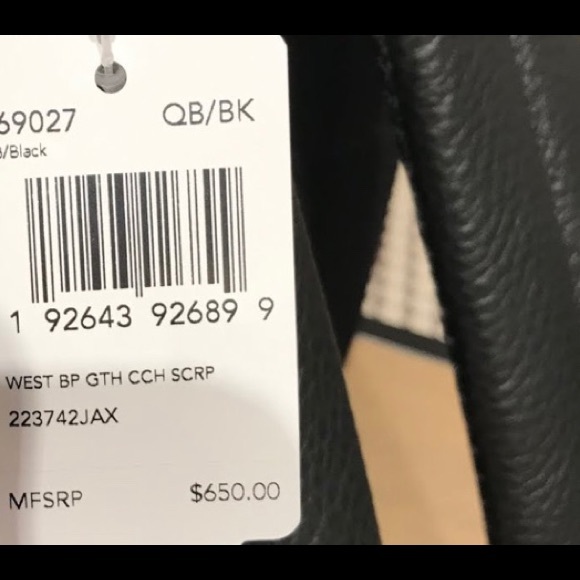 69027 QB/BK
/Black
1 92643 92689 9
WEST BP GTH CCH SCRP
223742JAX
MFSRP $650.00